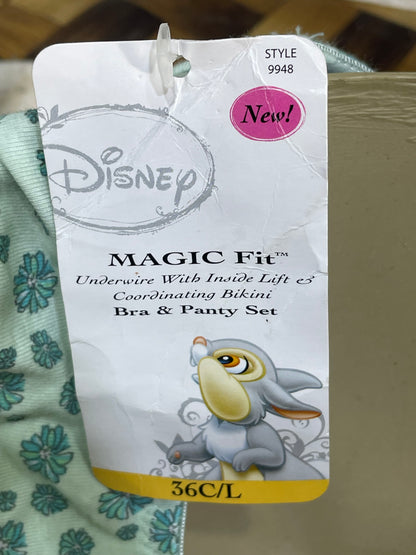 STYLE
9948
New!
Disney
MAGIC Fit™
Underwire With Inside Lift &
Coordinating Bikini
Bra & Panty Set
36C/L